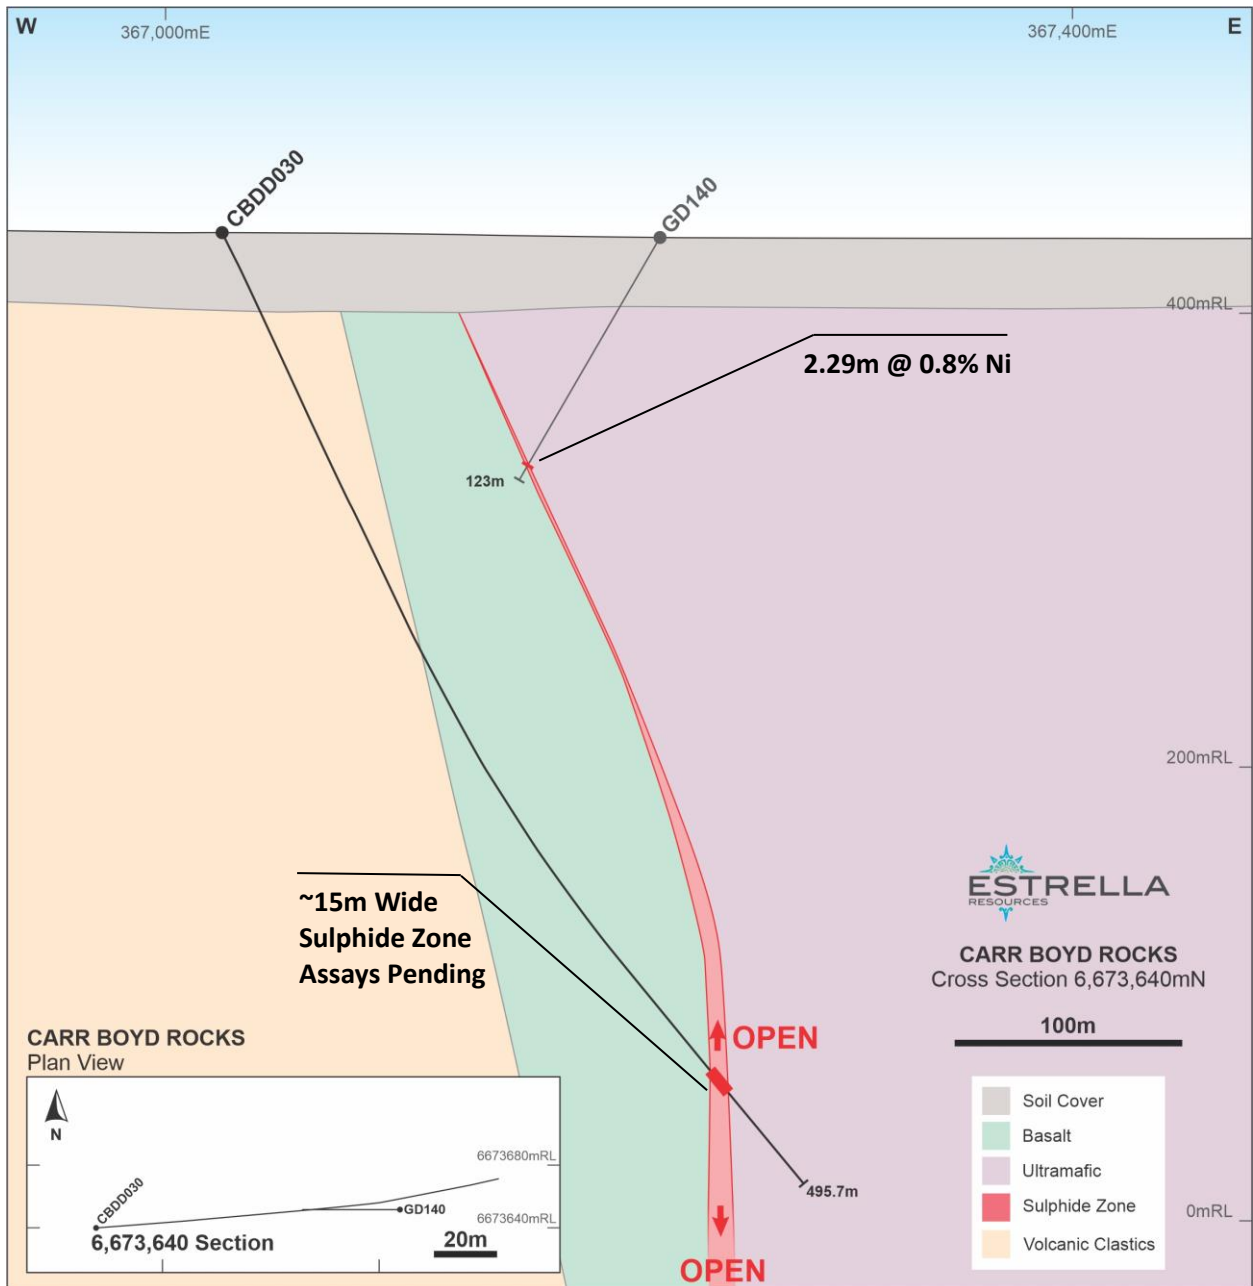 W
367,000mE
367,400mE
E
CBDD030
GD140
400mRL
2.29m @ 0.8% Ni
123m
200mRL
~15m Wide
Sulphide Zone
Assays Pending
ESTRELLA
RESOURCES
CARR BOYD ROCKS
Cross Section 6,673,640mN
100m
OPEN
CARR BOYD ROCKS
Plan View
N
6673680mRL
CBDD030
GD140
6673640mRL
6,673,640 Section
20m
495.7m
OPEN
Soil Cover
Basalt
Ultramafic
Sulphide Zone
Volcanic Clastics
0mRL